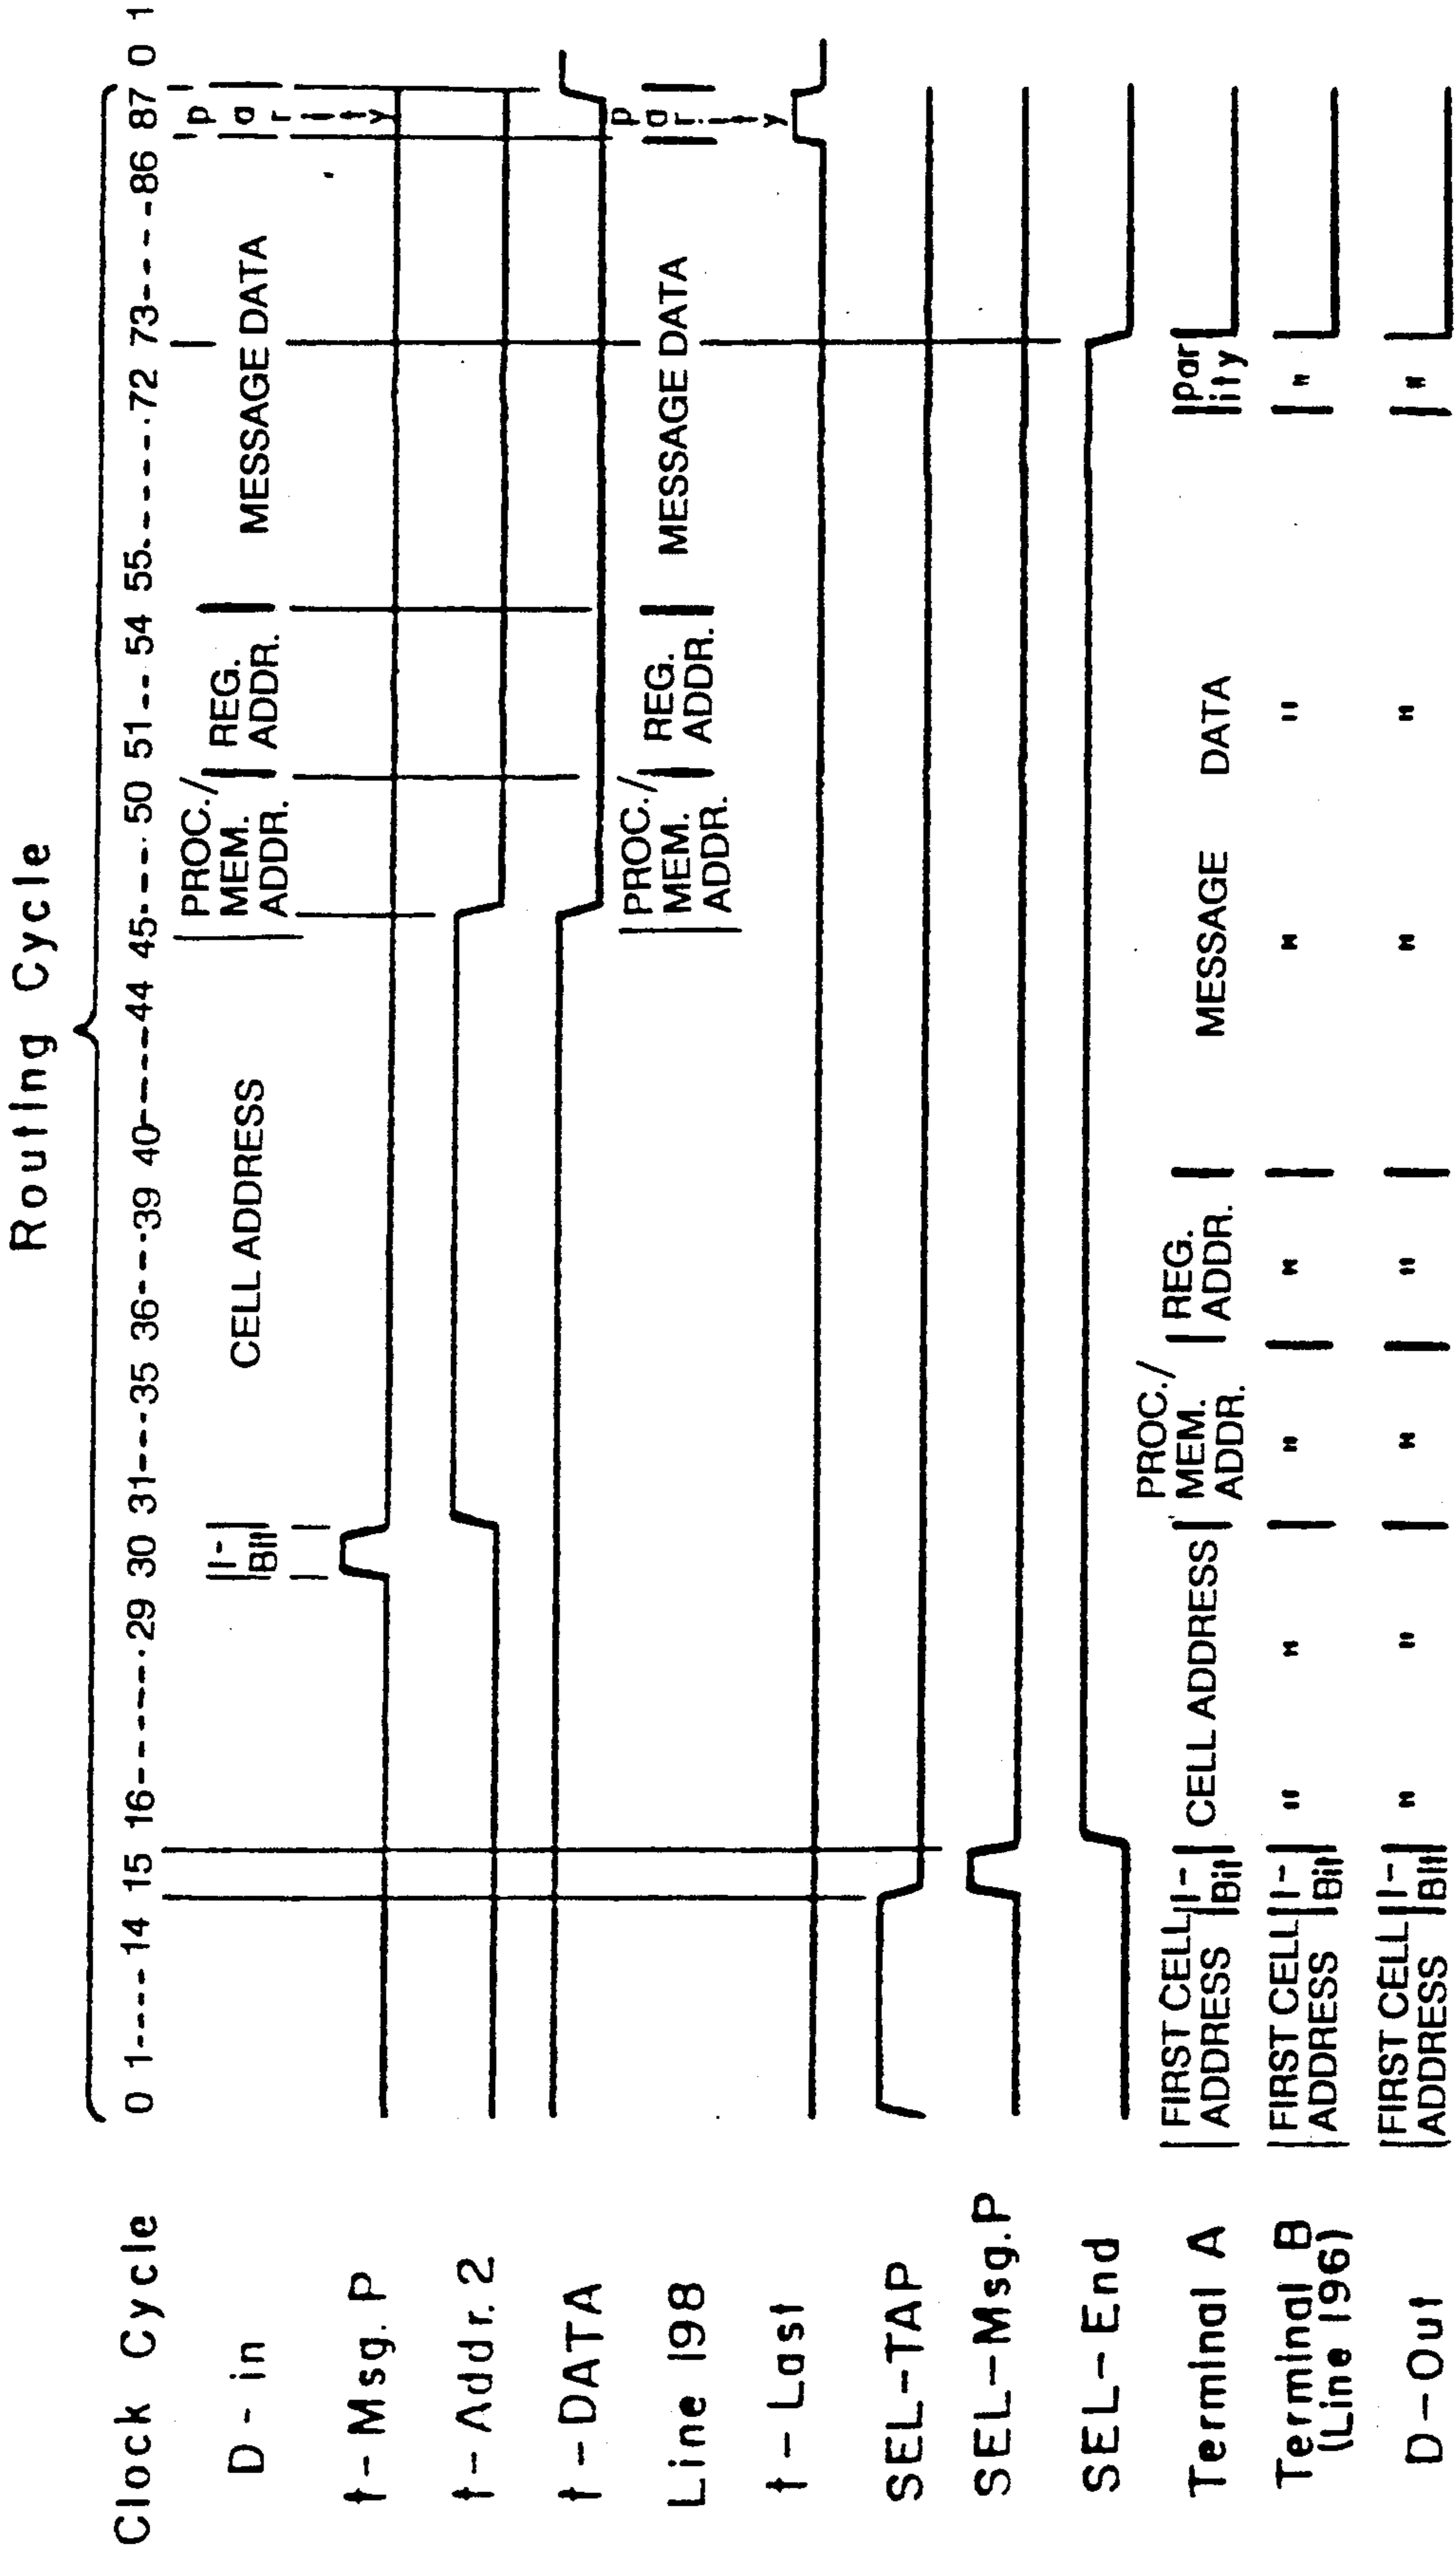 Routing Cycle
Clock Cycle 0 1---- 14 15 16------- 29 30 31---35 36---39 40----44 45---- 50 51-- 54 55------ 72 73---- 86 87 0 1
D - in |I- Bit| CELL ADDRESS | PROC./ MEM. ADDR. | REG. ADDR. | MESSAGE DATA | parity |
t - Msg. P
t - Addr. 2
t - DATA
Line 198 | PROC./ MEM. ADDR. | REG. ADDR. | MESSAGE DATA | parity |
t - Last
SEL-TAP
SEL-Msg.P
SEL-End
Terminal A | FIRST CELL ADDRESS | I- Bit | CELL ADDRESS | PROC./ MEM. ADDR. | REG. ADDR. | MESSAGE DATA | par ity |
Terminal B (Line 196) | FIRST CELL ADDRESS | I- Bit | " " | " | " | " " | " |
D-Out | FIRST CELL ADDRESS | I- Bit | " " | " | " | " " | " |